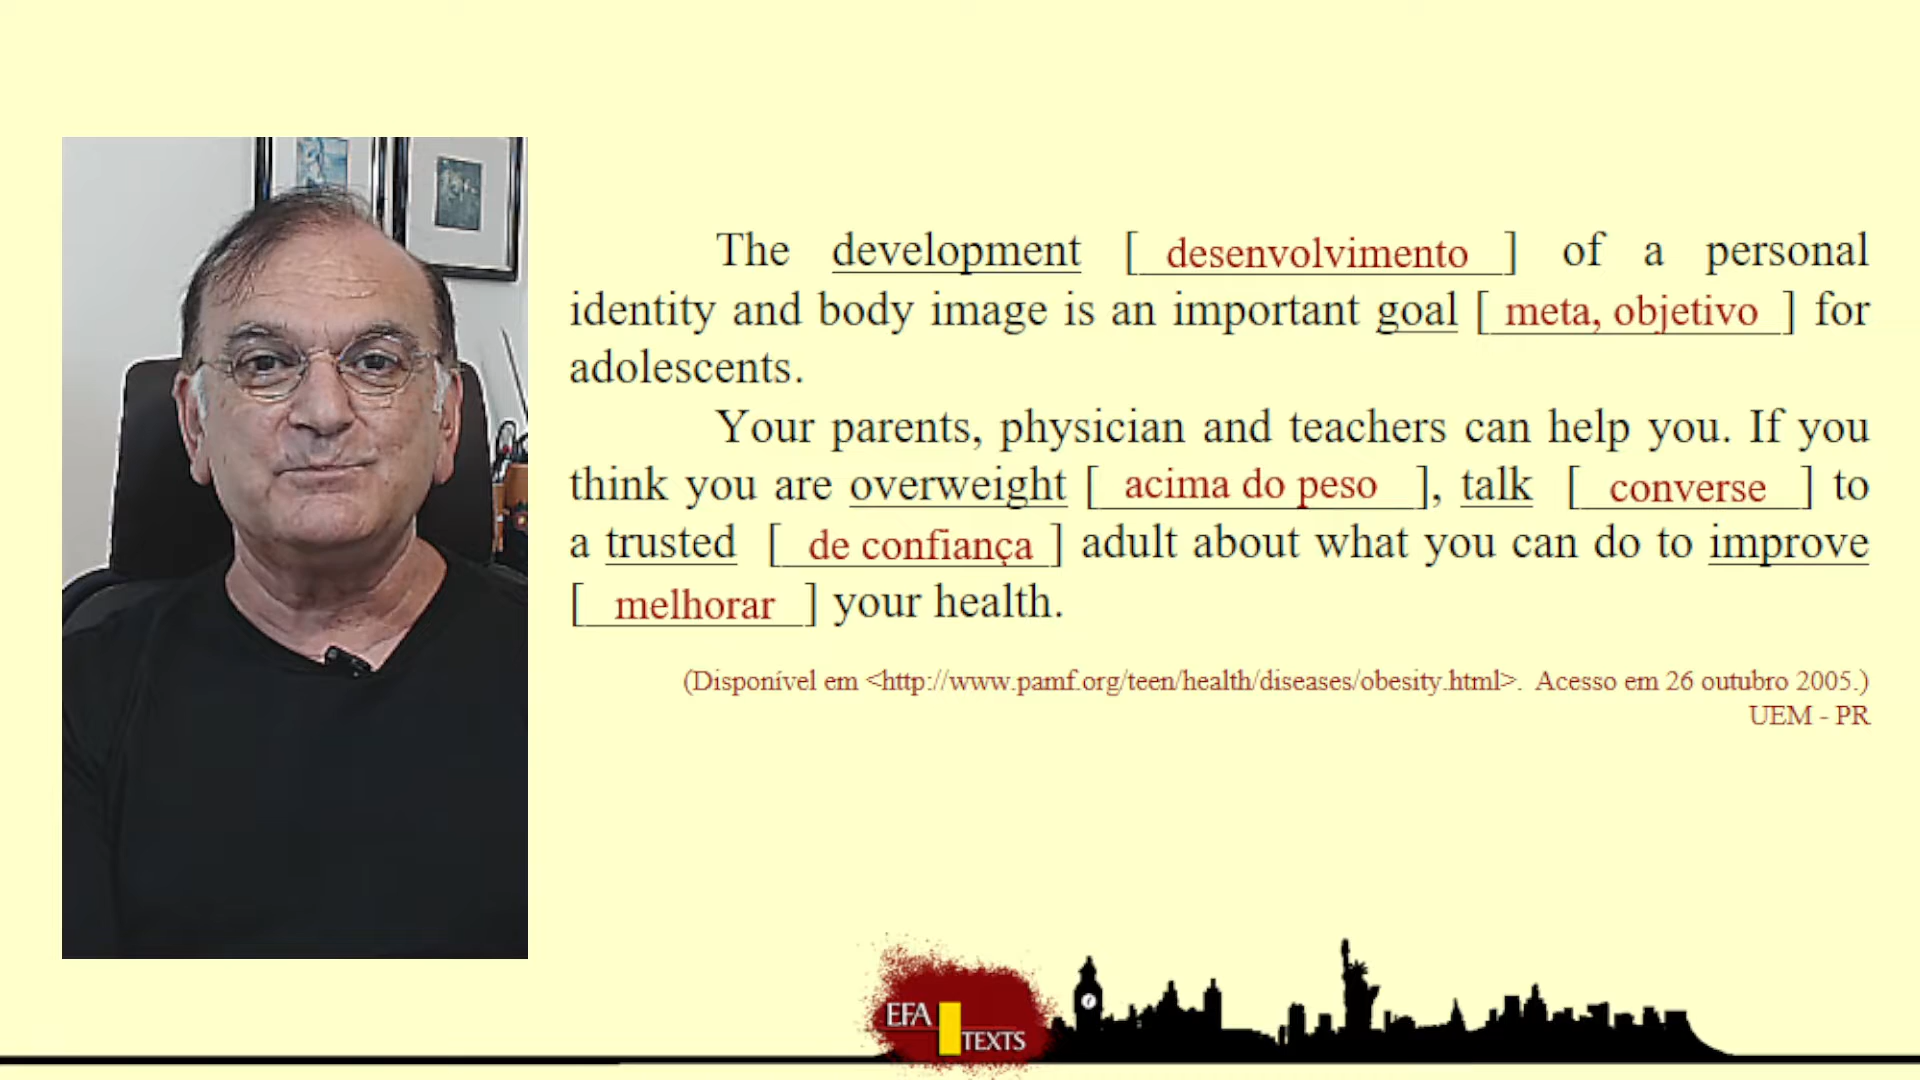 The development [ desenvolvimento ] of a personal
identity and body image is an important goal [ meta, objetivo ] for
adolescents.
Your parents, physician and teachers can help you. If you
think you are overweight [ acima do peso ], talk [ converse ] to
a trusted [ de confiança ] adult about what you can do to improve
[ melhorar ] your health.
(Disponível em <http://www.pamf.org/teen/health/diseases/obesity.html>. Acesso em 26 outubro 2005.)
UEM - PR
EFA
TEXTS